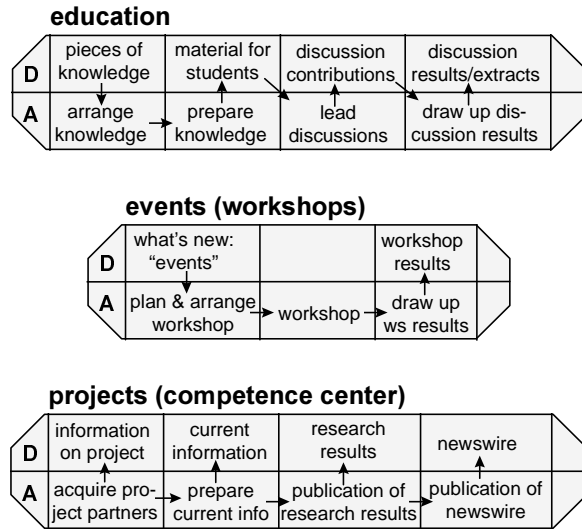 education
D
pieces of
knowledge
material for
students
discussion
contributions
discussion
results/extracts
A
arrange
knowledge
prepare
knowledge
lead
discussions
draw up dis-
cussion results
events (workshops)
D
what's new:
“events”
workshop
results
A
plan & arrange
workshop
workshop
draw up
ws results
projects (competence center)
D
information
on project
current
information
research
results
newswire
A
acquire pro-
ject partners
prepare
current info
publication of
research results
publication of
newswire